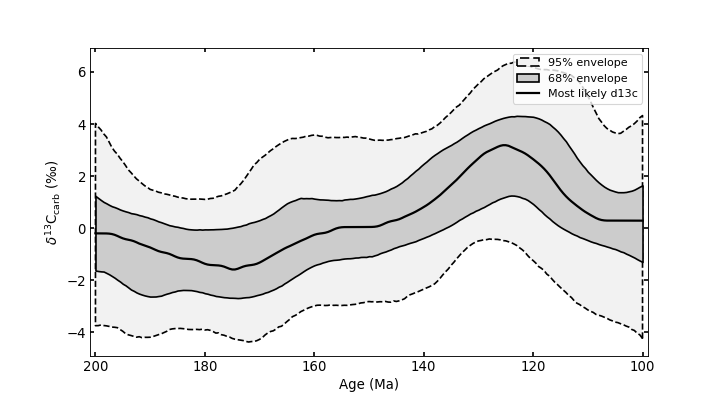 95% envelope
68% envelope
Most likely d13c
6
4
2
0
−2
−4
δ¹³C_carb (‰)
200 180 160 140 120 100
Age (Ma)